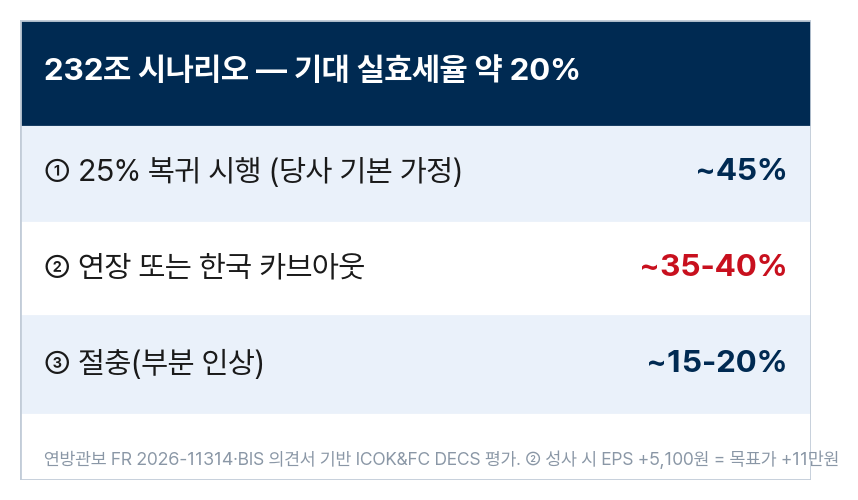 232조 시나리오 — 기대 실효세율 약 20%
① 25% 복귀 시행 (당사 기본 가정) ~45%
② 연장 또는 한국 카브아웃 ~35-40%
③ 절충(부분 인상) ~15-20%
연방관보 FR 2026-11314·BIS 의견서 기반 ICOK&FC DECS 평가. ② 성사 시 EPS +5,100원 = 목표가 +11만원